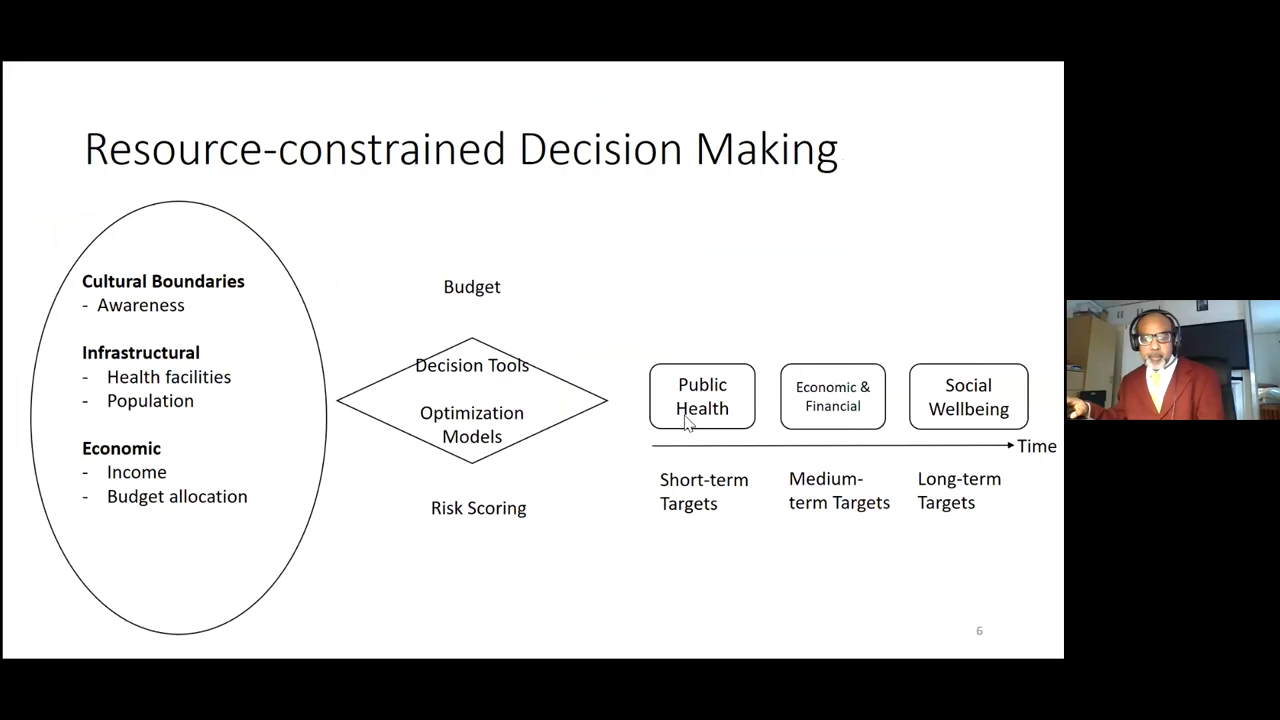 Resource-constrained Decision Making
Cultural Boundaries
- Awareness
Infrastructural
- Health facilities
- Population
Economic
- Income
- Budget allocation
Budget
Decision Tools
Optimization
Models
Risk Scoring
Public
Health
Economic &
Financial
Social
Wellbeing
Time
Short-term
Targets
Medium-
term Targets
Long-term
Targets
6